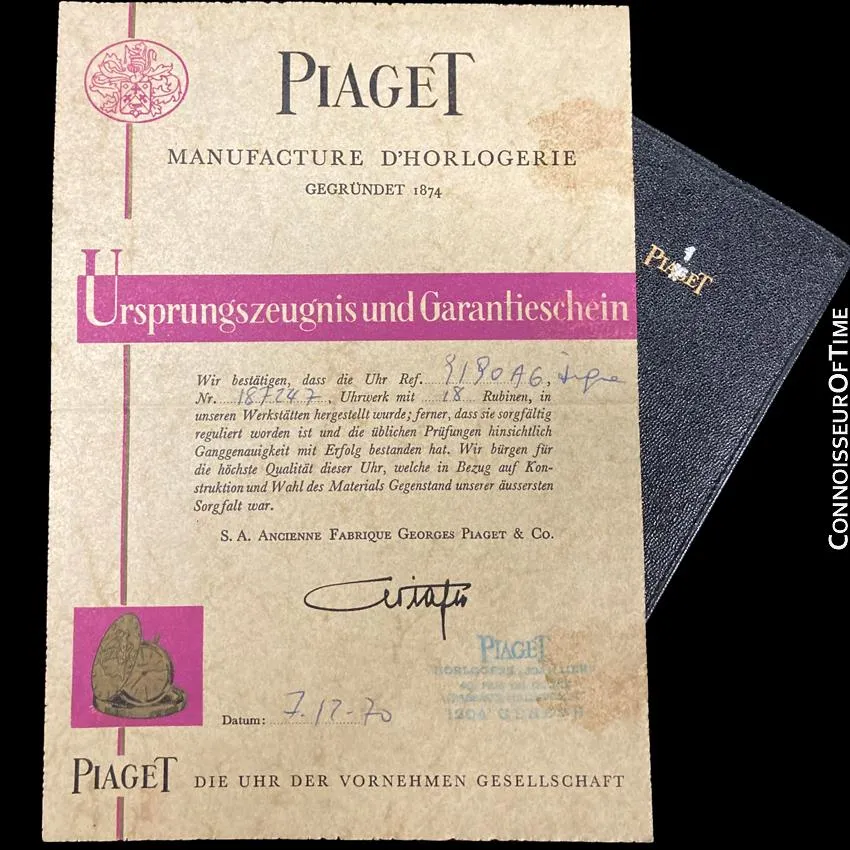 PIAGET
MANUFACTURE D'HORLOGERIE
GEGRÜNDET 1874
Ursprungszeugnis und Garantieschein
Wir bestätigen, dass die Uhr Ref. 9190A6,
Nr. 187247, Uhrwerk mit 18 Rubinen, in
unseren Werkstätten hergestellt wurde; ferner, dass sie sorgfältig
reguliert worden ist und die üblichen Prüfungen hinsichtlich
Ganggenauigkeit mit Erfolg bestanden hat. Wir bürgen für
die höchste Qualität dieser Uhr, welche in Bezug auf Kon-
struktion und Wahl des Materials Gegenstand unserer äussersten
Sorgfalt war.
S. A. ANCIENNE FABRIQUE GEORGES PIAGET & CO.
PIAGET
1204 GENEVE
Datum: 7.12-70
PIAGET DIE UHR DER VORNEHMEN GESELLSCHAFT
PIAGET
CONNOISSEUROFTIME